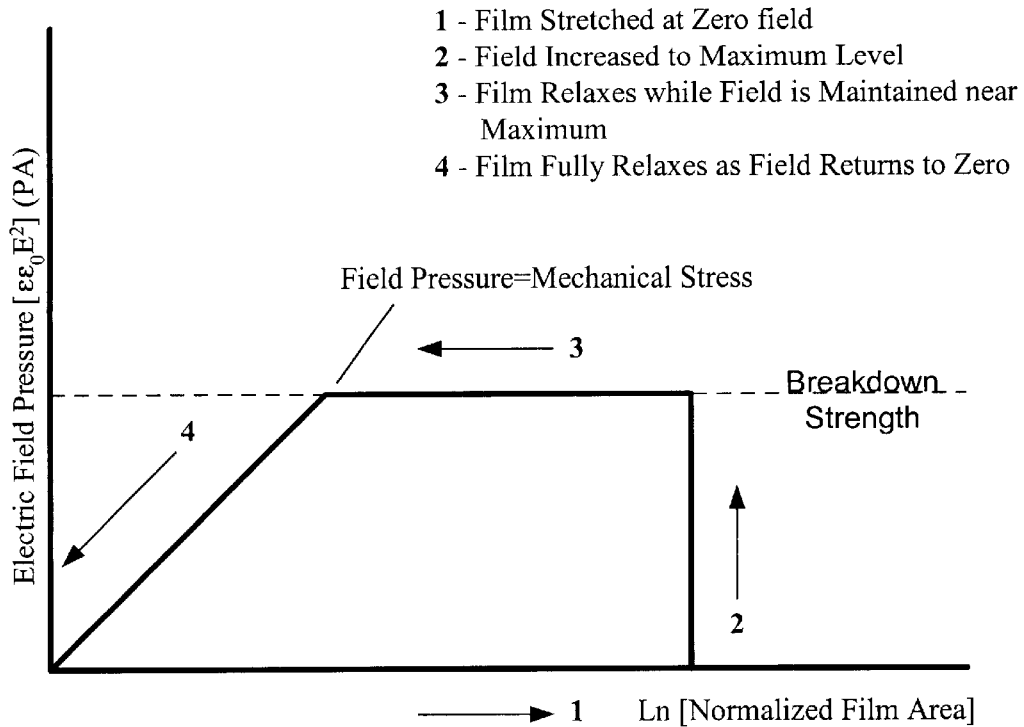 1 - Film Stretched at Zero field
2 - Field Increased to Maximum Level
3 - Film Relaxes while Field is Maintained near
Maximum
4 - Film Fully Relaxes as Field Returns to Zero
Electric Field Pressure [εε₀E²] (PA)
Field Pressure=Mechanical Stress
3
Breakdown
Strength
4
2
1
Ln [Normalized Film Area]